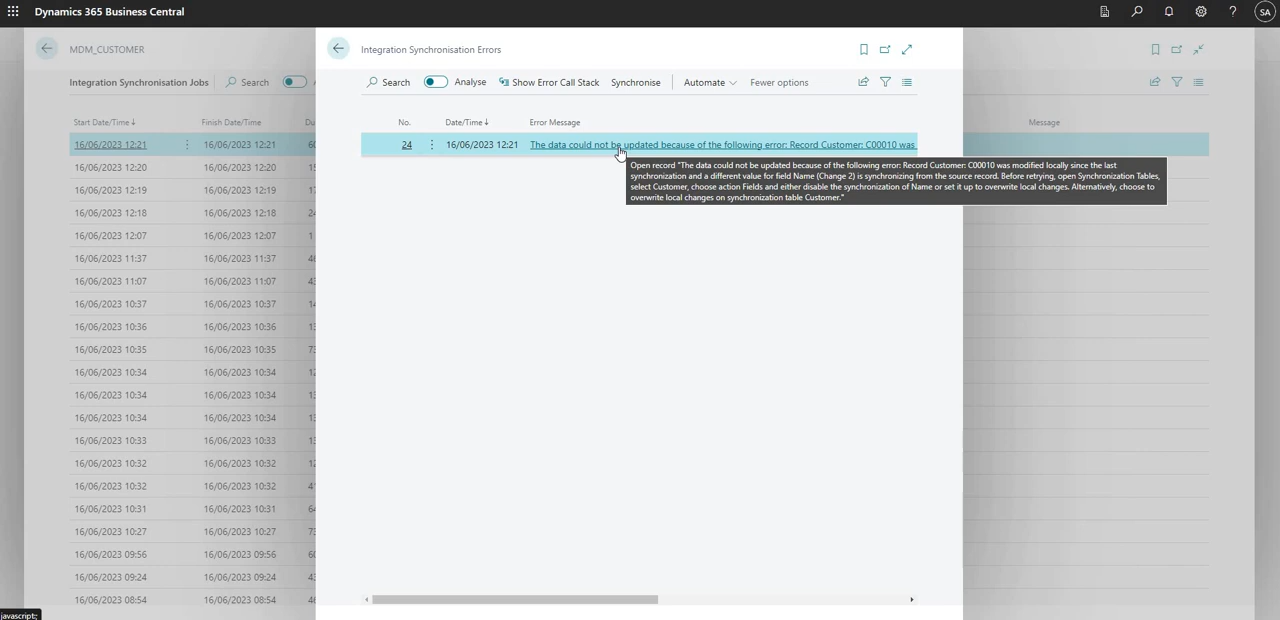 Dynamics 365 Business Central
SA
MDM_CUSTOMER
Integration Synchronisation Errors
Integration Synchronisation Jobs
Search
Search
Analyse
Show Error Call Stack
Synchronise
Automate
Fewer options
Start Date/Time ↓
Finish Date/Time
No.
Date/Time ↓
Error Message
Message
16/06/2023 12:21
16/06/2023 12:21
24
16/06/2023 12:21
The data could not be updated because of the following error: Record Customer: C00010 was
Open record "The data could not be updated because of the following error: Record Customer: C00010 was modified locally since the last
synchronization and a different value for field Name (Change 2) is synchronizing from the source record. Before retrying, open Synchronization Tables,
select Customer, choose action Fields and either disable the synchronization of Name or set it up to overwrite local changes. Alternatively, choose to
overwrite local changes on synchronization table Customer."
16/06/2023 12:20 16/06/2023 12:20
16/06/2023 12:19 16/06/2023 12:19
16/06/2023 12:18 16/06/2023 12:18
16/06/2023 12:07 16/06/2023 12:07
16/06/2023 11:37 16/06/2023 11:37
16/06/2023 11:07 16/06/2023 11:07
16/06/2023 10:37 16/06/2023 10:37
16/06/2023 10:36 16/06/2023 10:36
16/06/2023 10:35 16/06/2023 10:35
16/06/2023 10:34 16/06/2023 10:34
16/06/2023 10:34 16/06/2023 10:34
16/06/2023 10:34 16/06/2023 10:34
16/06/2023 10:33 16/06/2023 10:33
16/06/2023 10:32 16/06/2023 10:32
16/06/2023 10:32 16/06/2023 10:32
16/06/2023 10:31 16/06/2023 10:31
16/06/2023 10:27 16/06/2023 10:27
16/06/2023 09:56 16/06/2023 09:56
16/06/2023 09:24 16/06/2023 09:24
16/06/2023 08:54 16/06/2023 08:54
javascript:;